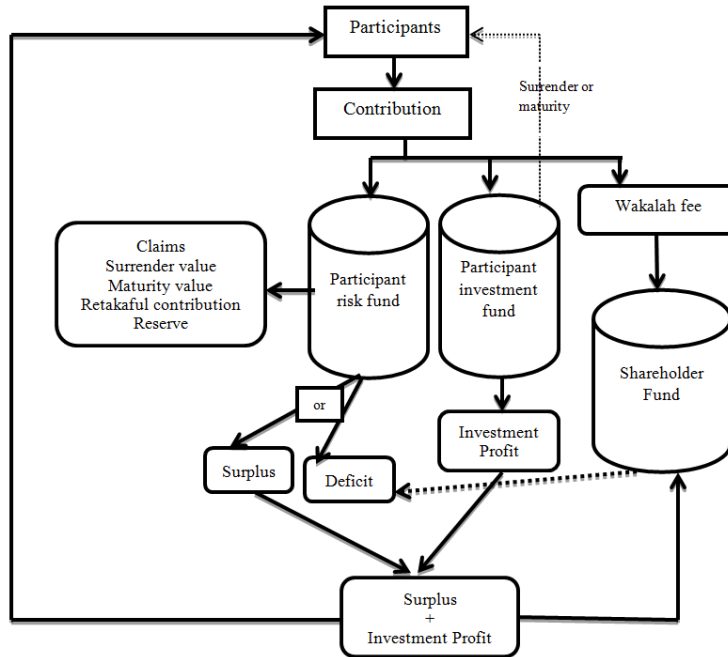 Participants
Surrender or
maturity
Contribution
Wakalah fee
Claims
Surrender value
Maturity value
Retakaful contribution
Reserve
Participant
risk fund
Participant
investment
fund
Shareholder
Fund
or
Investment
Profit
Surplus
Deficit
Surplus
+
Investment Profit